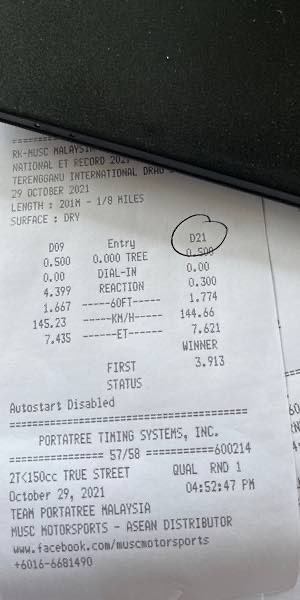 RK-MUSC MALAYSIA
NATIONAL ET RECORD 2021
TERENGGANU INTERNATIONAL DRAG
29 OCTOBER 2021
LENGTH : 201M - 1/8 MILES
SURFACE : DRY
D09 Entry D21
0.500 0.000 TREE 0.500
0.00 DIAL-IN 0.00
4.399 REACTION 0.300
1.667 ------60FT----- 1.774
145.23 -----KM/H----- 144.66
7.435 ------ET------ 7.621
WINNER
FIRST 3.913
STATUS
Autostart Disabled
========================================
PORTATREE TIMING SYSTEMS, INC.
================ 57/58 ============600214
2T<150cc TRUE STREET QUAL RND 1
October 29, 2021 04:52:47 PM
TEAM PORTATREE MALAYSIA
MUSC MOTORSPORTS - ASEAN DISTRIBUTOR
www.facebook.com/muscmotorsports
+6016-6681490